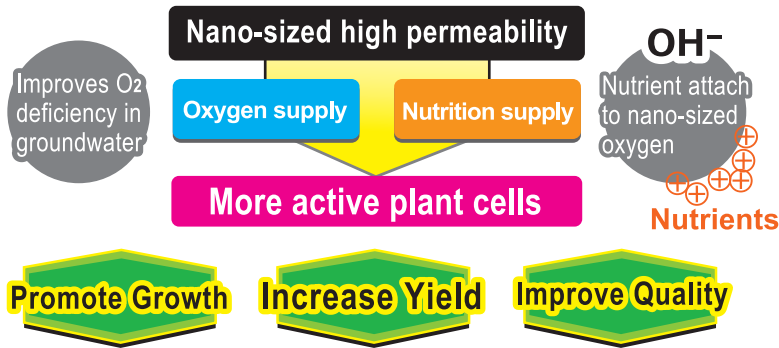 Nano-sized high permeability
Improves O₂
deficiency in
groundwater
Oxygen supply
Nutrition supply
OH⁻
Nutrient attach
to nano-sized
oxygen
Nutrients
More active plant cells
Promote Growth
Increase Yield
Improve Quality